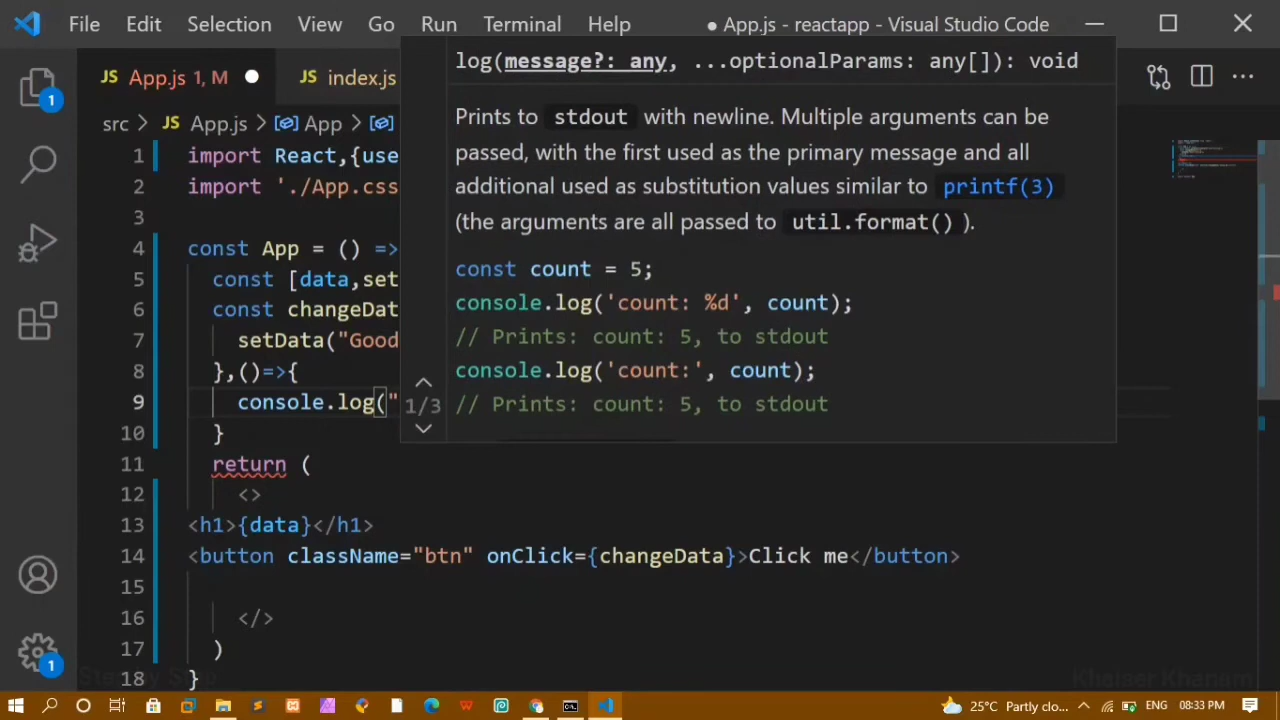 File Edit Selection View Go Run Terminal Help ● App.js - reactapp - Visual Studio Code
JS App.js 1, M JS index.js
log(message?: any, ...optionalParams: any[]): void
src > JS App.js > App >
Prints to stdout with newline. Multiple arguments can be
passed, with the first used as the primary message and all
additional used as substitution values similar to printf(3)
(the arguments are all passed to util.format() ).
const count = 5;
console.log('count: %d', count);
// Prints: count: 5, to stdout
console.log('count:', count);
// Prints: count: 5, to stdout
1/3
1 import React,{use
2 import './App.css
3
4 const App = () =>
5 const [data,set
6 const changeDat
7 setData("Good
8 },()=>{
9 console.log("
10 }
11 return (
12 <>
13 <h1>{data}</h1>
14 <button className="btn" onClick={changeData}>Click me</button>
15
16 </>
17 )
18 }
1
1
Step by Step
Khaiser Khanam
25°C Partly clo... ENG 08:33 PM